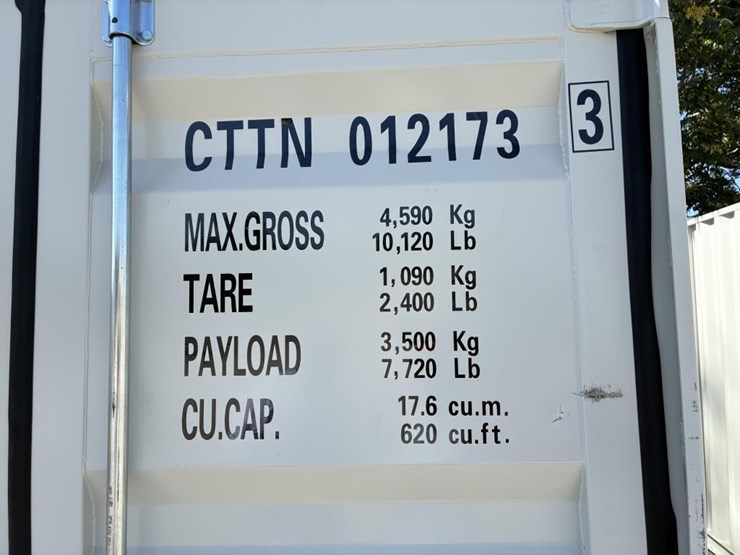 CTTN 012173 3
MAX.GROSS 4,590 Kg
10,120 Lb
TARE 1,090 Kg
2,400 Lb
PAYLOAD 3,500 Kg
7,720 Lb
CU.CAP. 17.6 cu.m.
620 cu.ft.